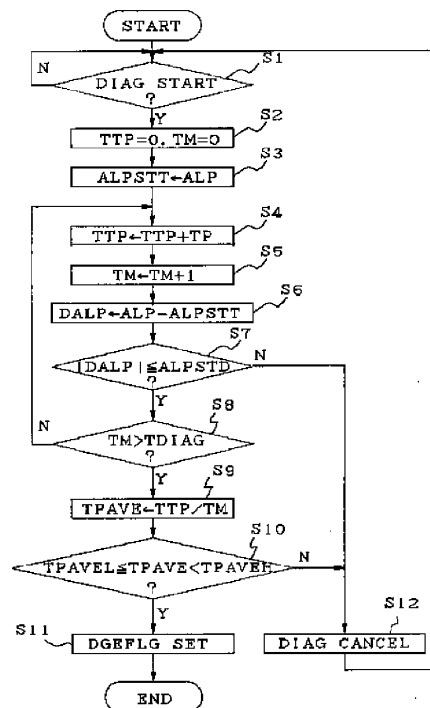 START
S1
N
DIAG START
?
Y
S2
TTP=0. TM=0
S3
ALPSTT←ALP
S4
TTP←TTP+TP
S5
TM←TM+1
S6
DALP←ALP-ALPSTT
S7
|DALP|≦ALPSTD
?
N
Y
S8
N
TM>TDIAG
?
Y
S9
TPAVE←TTP/TM
S10
TPAVEL≦TPAVE<TPAVEH
?
N
Y
S11
DGEFLG SET
S12
DIAG CANCEL
END